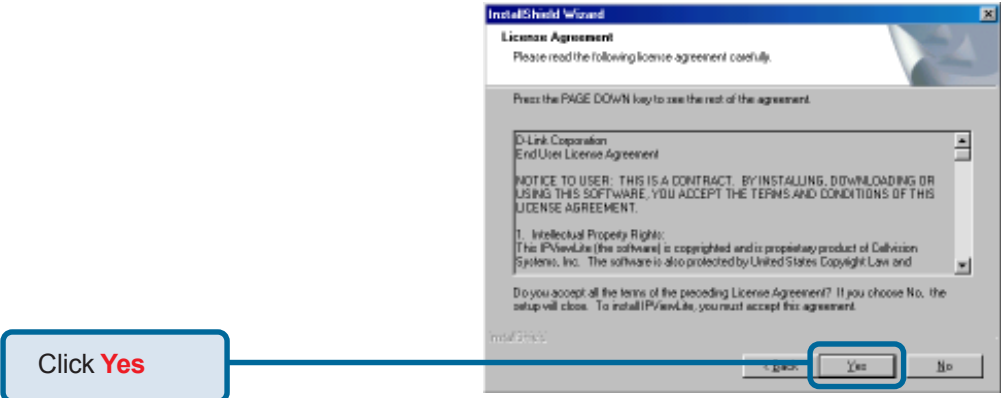 InstallShield Wizard
License Agreement
Please read the following license agreement carefully.
Press the PAGE DOWN key to see the rest of the agreement.
D-Link Corporation
End User License Agreement
NOTICE TO USER: THIS IS A CONTRACT. BY INSTALLING, DOWNLOADING OR
USING THIS SOFTWARE, YOU ACCEPT THE TERMS AND CONDITIONS OF THIS
LICENSE AGREEMENT.
1. Intellectual Property Rights:
This IPViewLite (the software) is copyrighted and is proprietary product of Cellvision
Systems, Inc. The software is also protected by United States Copyright Law and
Do you accept all the terms of the preceding License Agreement? If you choose No, the
setup will close. To install IPViewLite, you must accept this agreement.
InstallShield
< Back
Yes
No
Click Yes